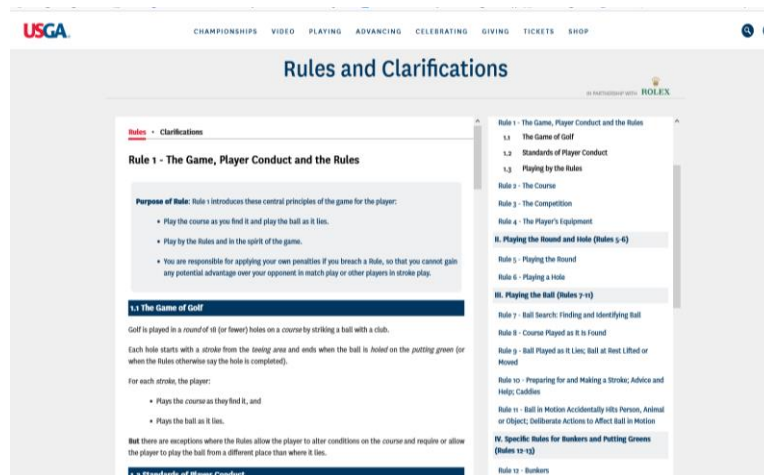 USGA
CHAMPIONSHIPS VIDEO PLAYING ADVANCING CELEBRATING GIVING TICKETS SHOP
Rules and Clarifications
IN PARTNERSHIP WITH ROLEX
Rules • Clarifications
Rule 1 - The Game, Player Conduct and the Rules
Purpose of Rule: Rule 1 introduces these central principles of the game for the player:
• Play the course as you find it and play the ball as it lies.
• Play by the Rules and in the spirit of the game.
• You are responsible for applying your own penalties if you breach a Rule, so that you cannot gain
any potential advantage over your opponent in match play or other players in stroke play.
1.1 The Game of Golf
Golf is played in a round of 18 (or fewer) holes on a course by striking a ball with a club.
Each hole starts with a stroke from the teeing area and ends when the ball is holed on the putting green (or
when the Rules otherwise say the hole is completed).
For each stroke, the player:
• Plays the course as they find it, and
• Plays the ball as it lies.
But there are exceptions where the Rules allow the player to alter conditions on the course and require or allow
the player to play the ball from a different place than where it lies.
1.2 Standards of Player Conduct
Rule 1 - The Game, Player Conduct and the Rules
1.1 The Game of Golf
1.2 Standards of Player Conduct
1.3 Playing by the Rules
Rule 2 - The Course
Rule 3 - The Competition
Rule 4 - The Player's Equipment
II. Playing the Round and Hole (Rules 5-6)
Rule 5 - Playing the Round
Rule 6 - Playing a Hole
III. Playing the Ball (Rules 7-11)
Rule 7 - Ball Search: Finding and Identifying Ball
Rule 8 - Course Played as It Is Found
Rule 9 - Ball Played as It Lies; Ball at Rest Lifted or
Moved
Rule 10 - Preparing for and Making a Stroke; Advice and
Help; Caddies
Rule 11 - Ball in Motion Accidentally Hits Person, Animal
or Object; Deliberate Actions to Affect Ball in Motion
IV. Specific Rules for Bunkers and Putting Greens
(Rules 12-13)
Rule 12 - Bunkers